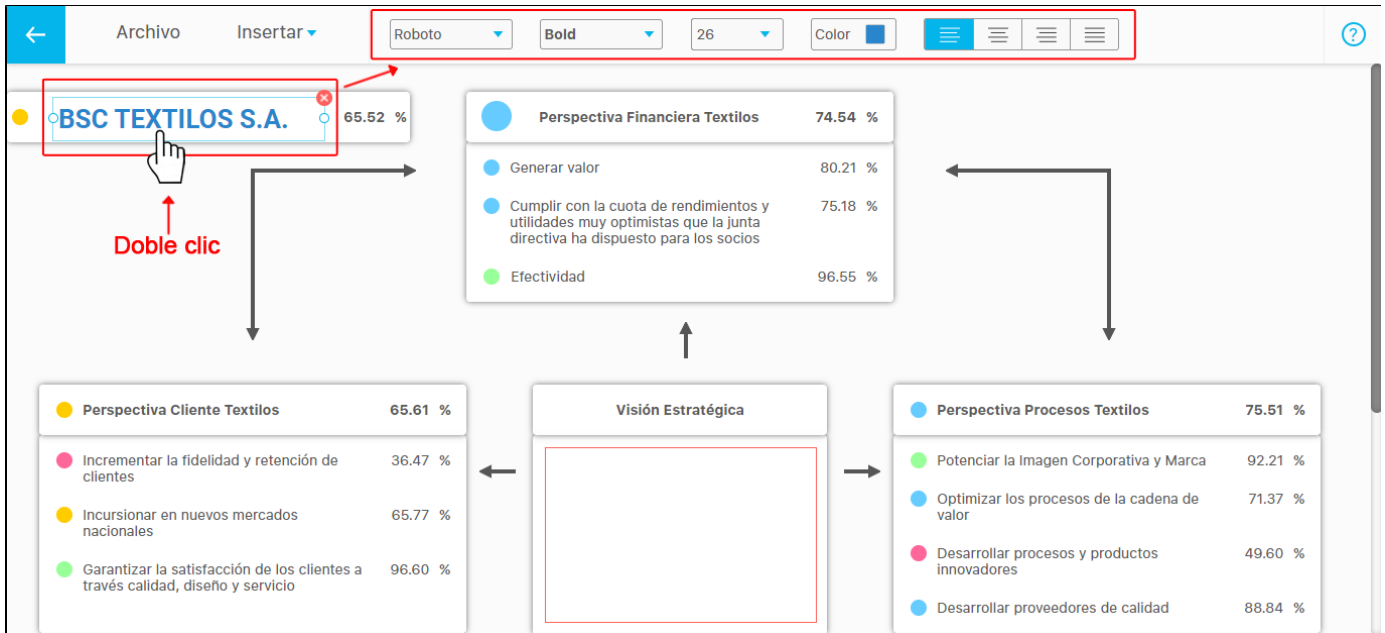 Archivo
Insertar
Roboto
Bold
26
Color
?
BSC TEXTILOS S.A.
65.52 %
Doble clic
Perspectiva Financiera Textilos 74.54 %
Generar valor 80.21 %
Cumplir con la cuota de rendimientos y 75.18 %
utilidades muy optimistas que la junta
directiva ha dispuesto para los socios
Efectividad 96.55 %
Perspectiva Cliente Textilos 65.61 %
Incrementar la fidelidad y retención de 36.47 %
clientes
Incursionar en nuevos mercados 65.77 %
nacionales
Garantizar la satisfacción de los clientes a 96.60 %
través calidad, diseño y servicio
Visión Estratégica
Perspectiva Procesos Textilos 75.51 %
Potenciar la Imagen Corporativa y Marca 92.21 %
Optimizar los procesos de la cadena de 71.37 %
valor
Desarrollar procesos y productos 49.60 %
innovadores
Desarrollar proveedores de calidad 88.84 %